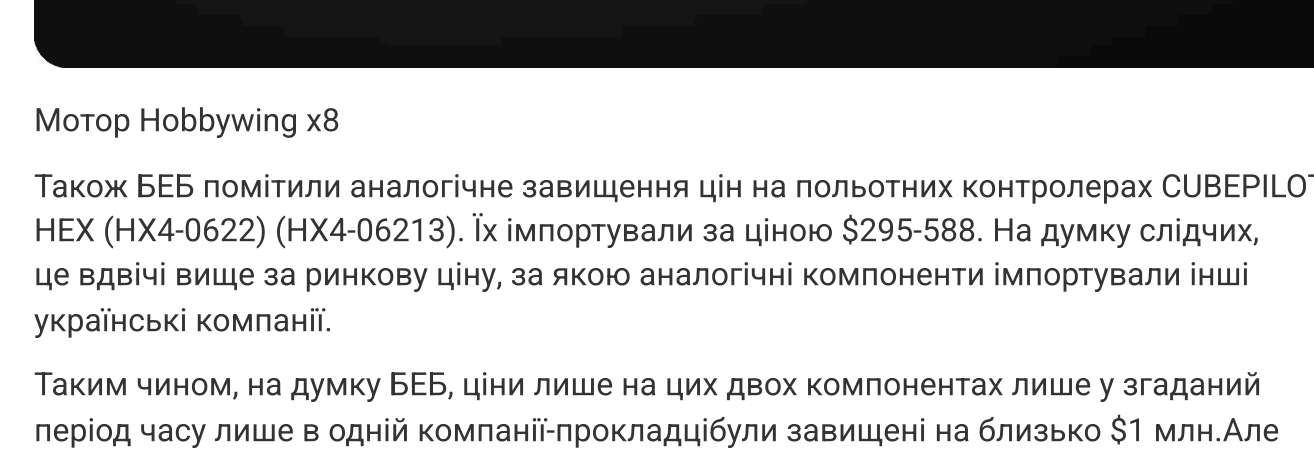 Мотор Hobbywing x8
Також БЕБ помітили аналогічне завищення цін на польотних контролерах CUBEPILOT
HEX (HX4-0622) (HX4-06213). Їх імпортували за ціною $295-588. На думку слідчих,
це вдвічі вище за ринкову ціну, за якою аналогічні компоненти імпортували інші
українські компанії.
Таким чином, на думку БЕБ, ціни лише на цих двох компонентах лише у згаданий
період часу лише в одній компанії-прокладцібули завищені на близько $1 млн.Але